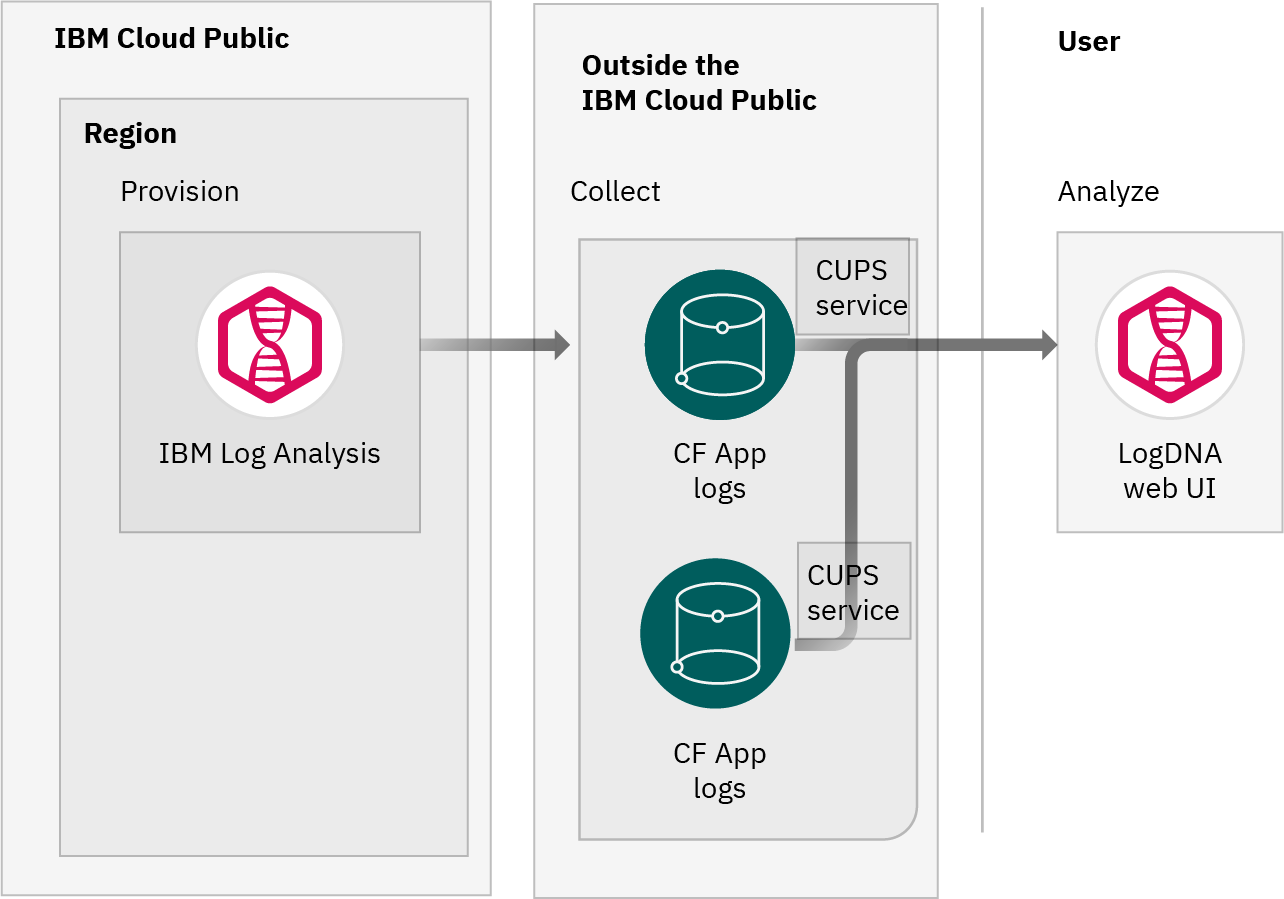 IBM Cloud Public
Region
Provision
IBM Log Analysis
Outside the
IBM Cloud Public
Collect
CUPS
service
CF App
logs
CUPS
service
CF App
logs
User
Analyze
LogDNA
web UI